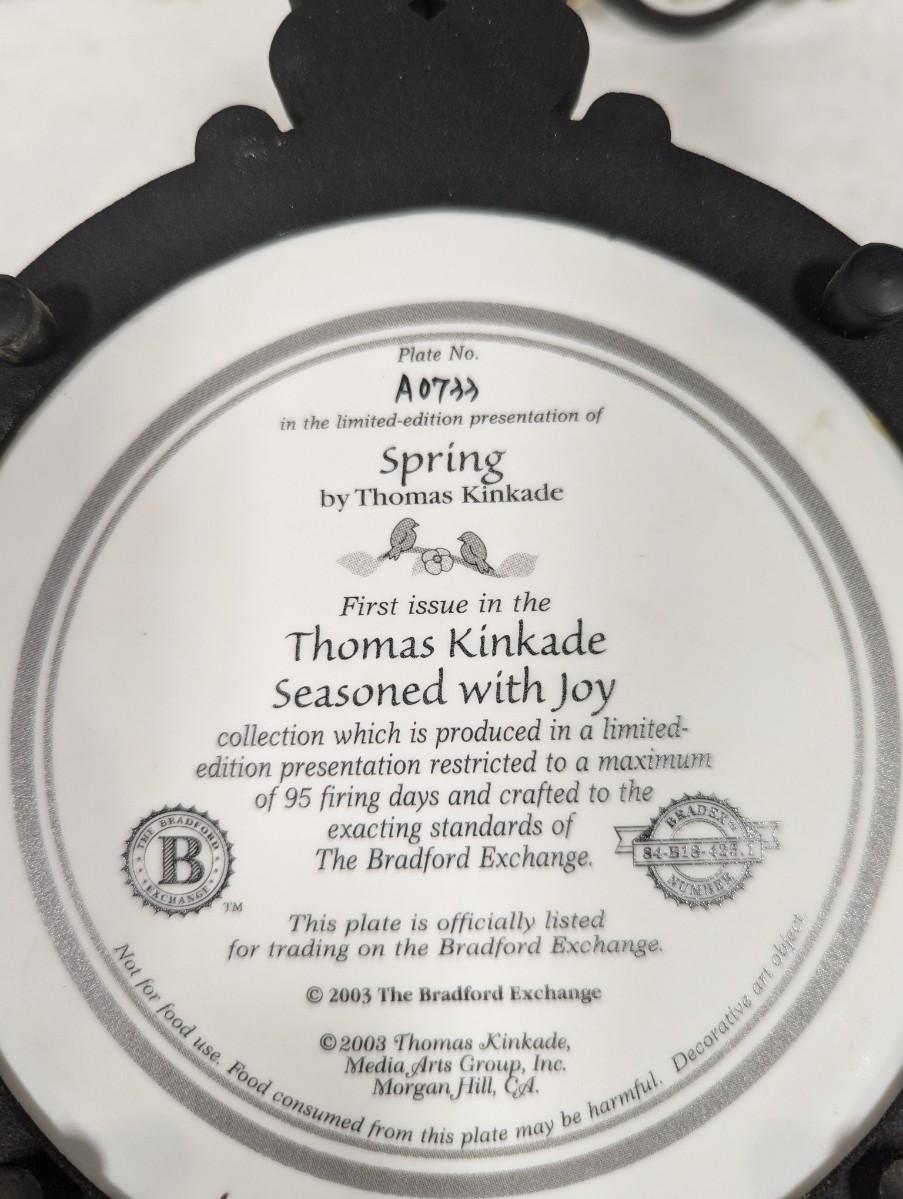 Plate No.
A0733
in the limited-edition presentation of
Spring
by Thomas Kinkade
First issue in the
Thomas Kinkade
Seasoned with Joy
collection which is produced in a limited-
edition presentation restricted to a maximum
of 95 firing days and crafted to the
exacting standards of
The Bradford Exchange.
THE BRADFORD
B
EXCHANGE
TM
BRADEX
84-B18-423.1
NUMBER
This plate is officially listed
for trading on the Bradford Exchange.
© 2003 The Bradford Exchange
©2003 Thomas Kinkade,
Media Arts Group, Inc.
Morgan Hill, CA.
Not for food use. Food consumed from this plate may be harmful. Decorative art object.